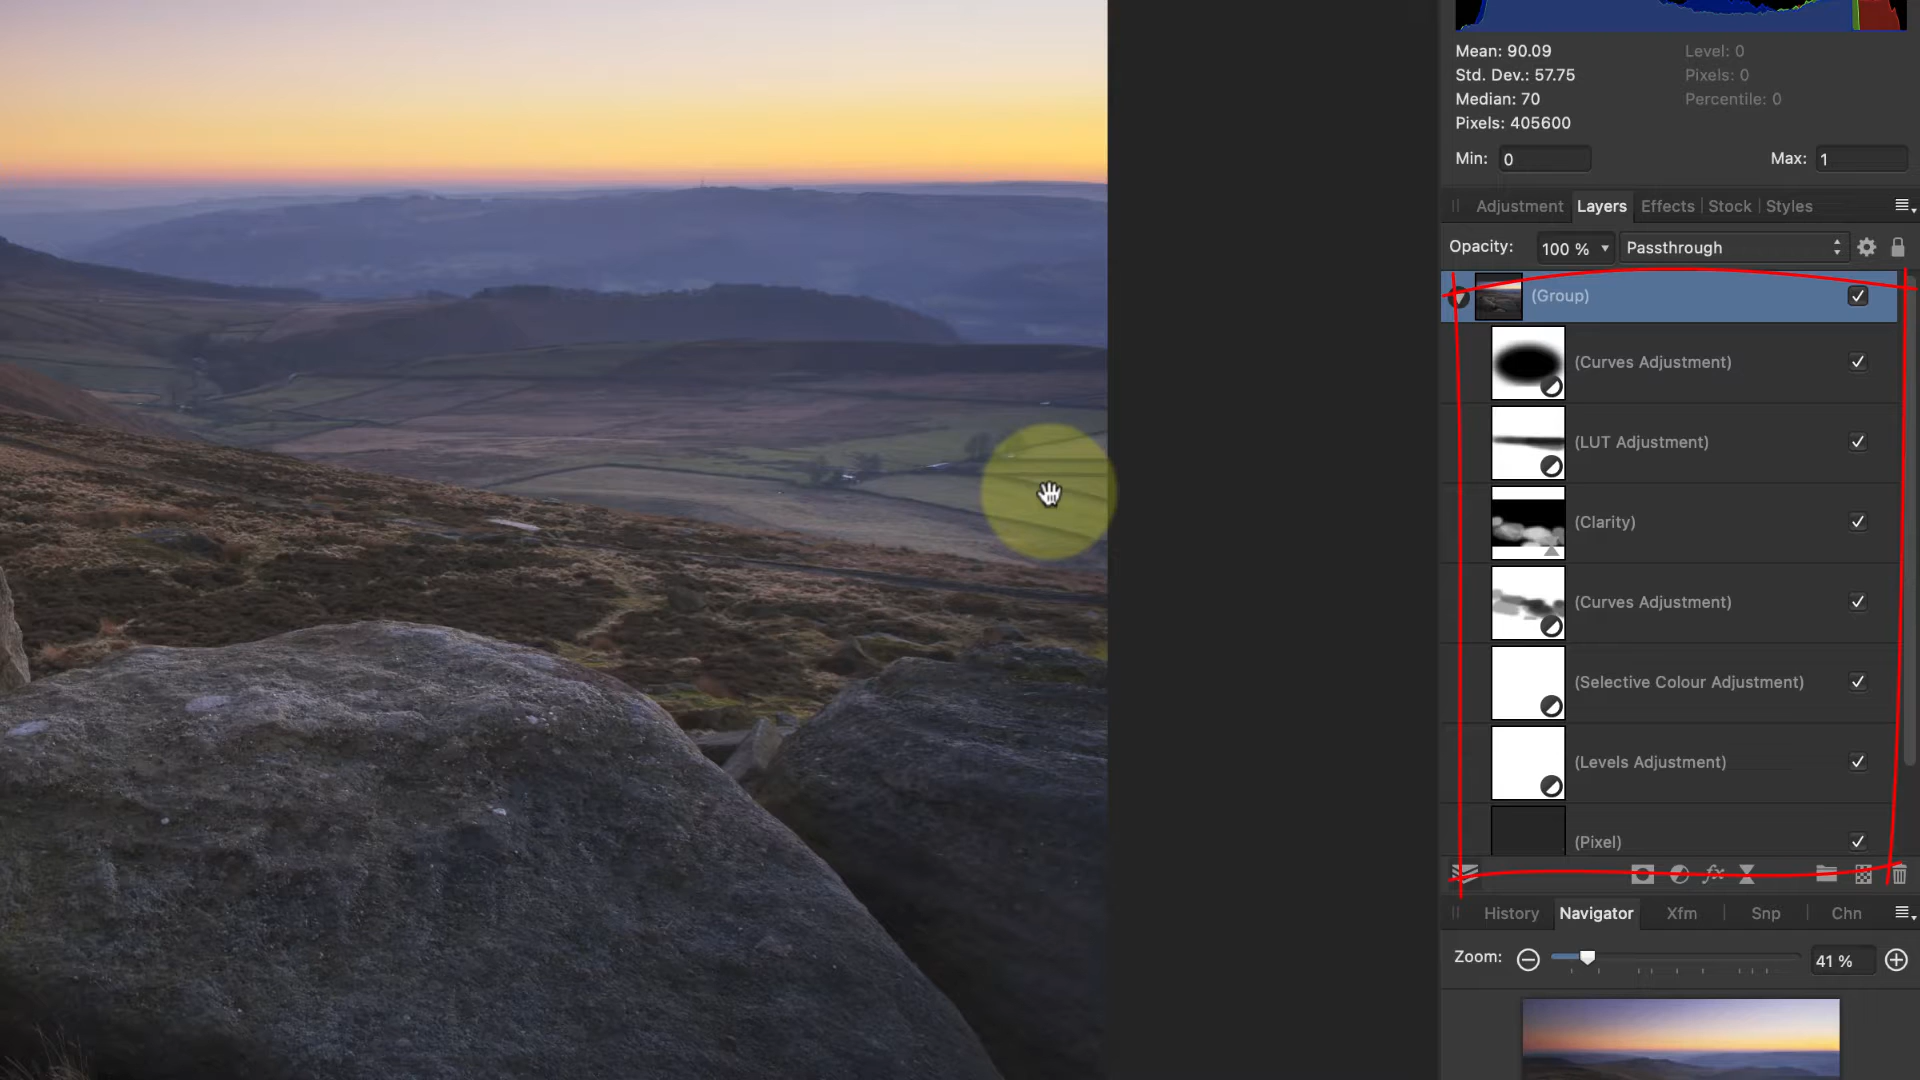 Mean: 90.09 Level: 0
Std. Dev.: 57.75 Pixels: 0
Median: 70 Percentile: 0
Pixels: 405600
Min: 0 Max: 1
Adjustment Layers Effects Stock Styles
Opacity: 100 % Passthrough
(Group)
(Curves Adjustment)
(LUT Adjustment)
(Clarity)
(Curves Adjustment)
(Selective Colour Adjustment)
(Levels Adjustment)
(Pixel)
fx
History Navigator Xfm Snp Chn
Zoom: 41 %